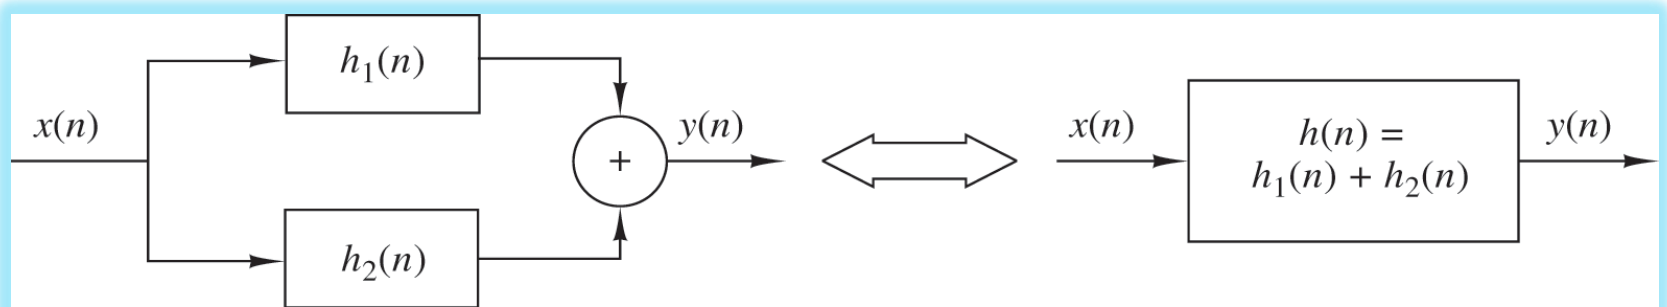 x(n)
h₁(n)
h₂(n)
+
y(n)
x(n)
h(n) =
h₁(n) + h₂(n)
y(n)